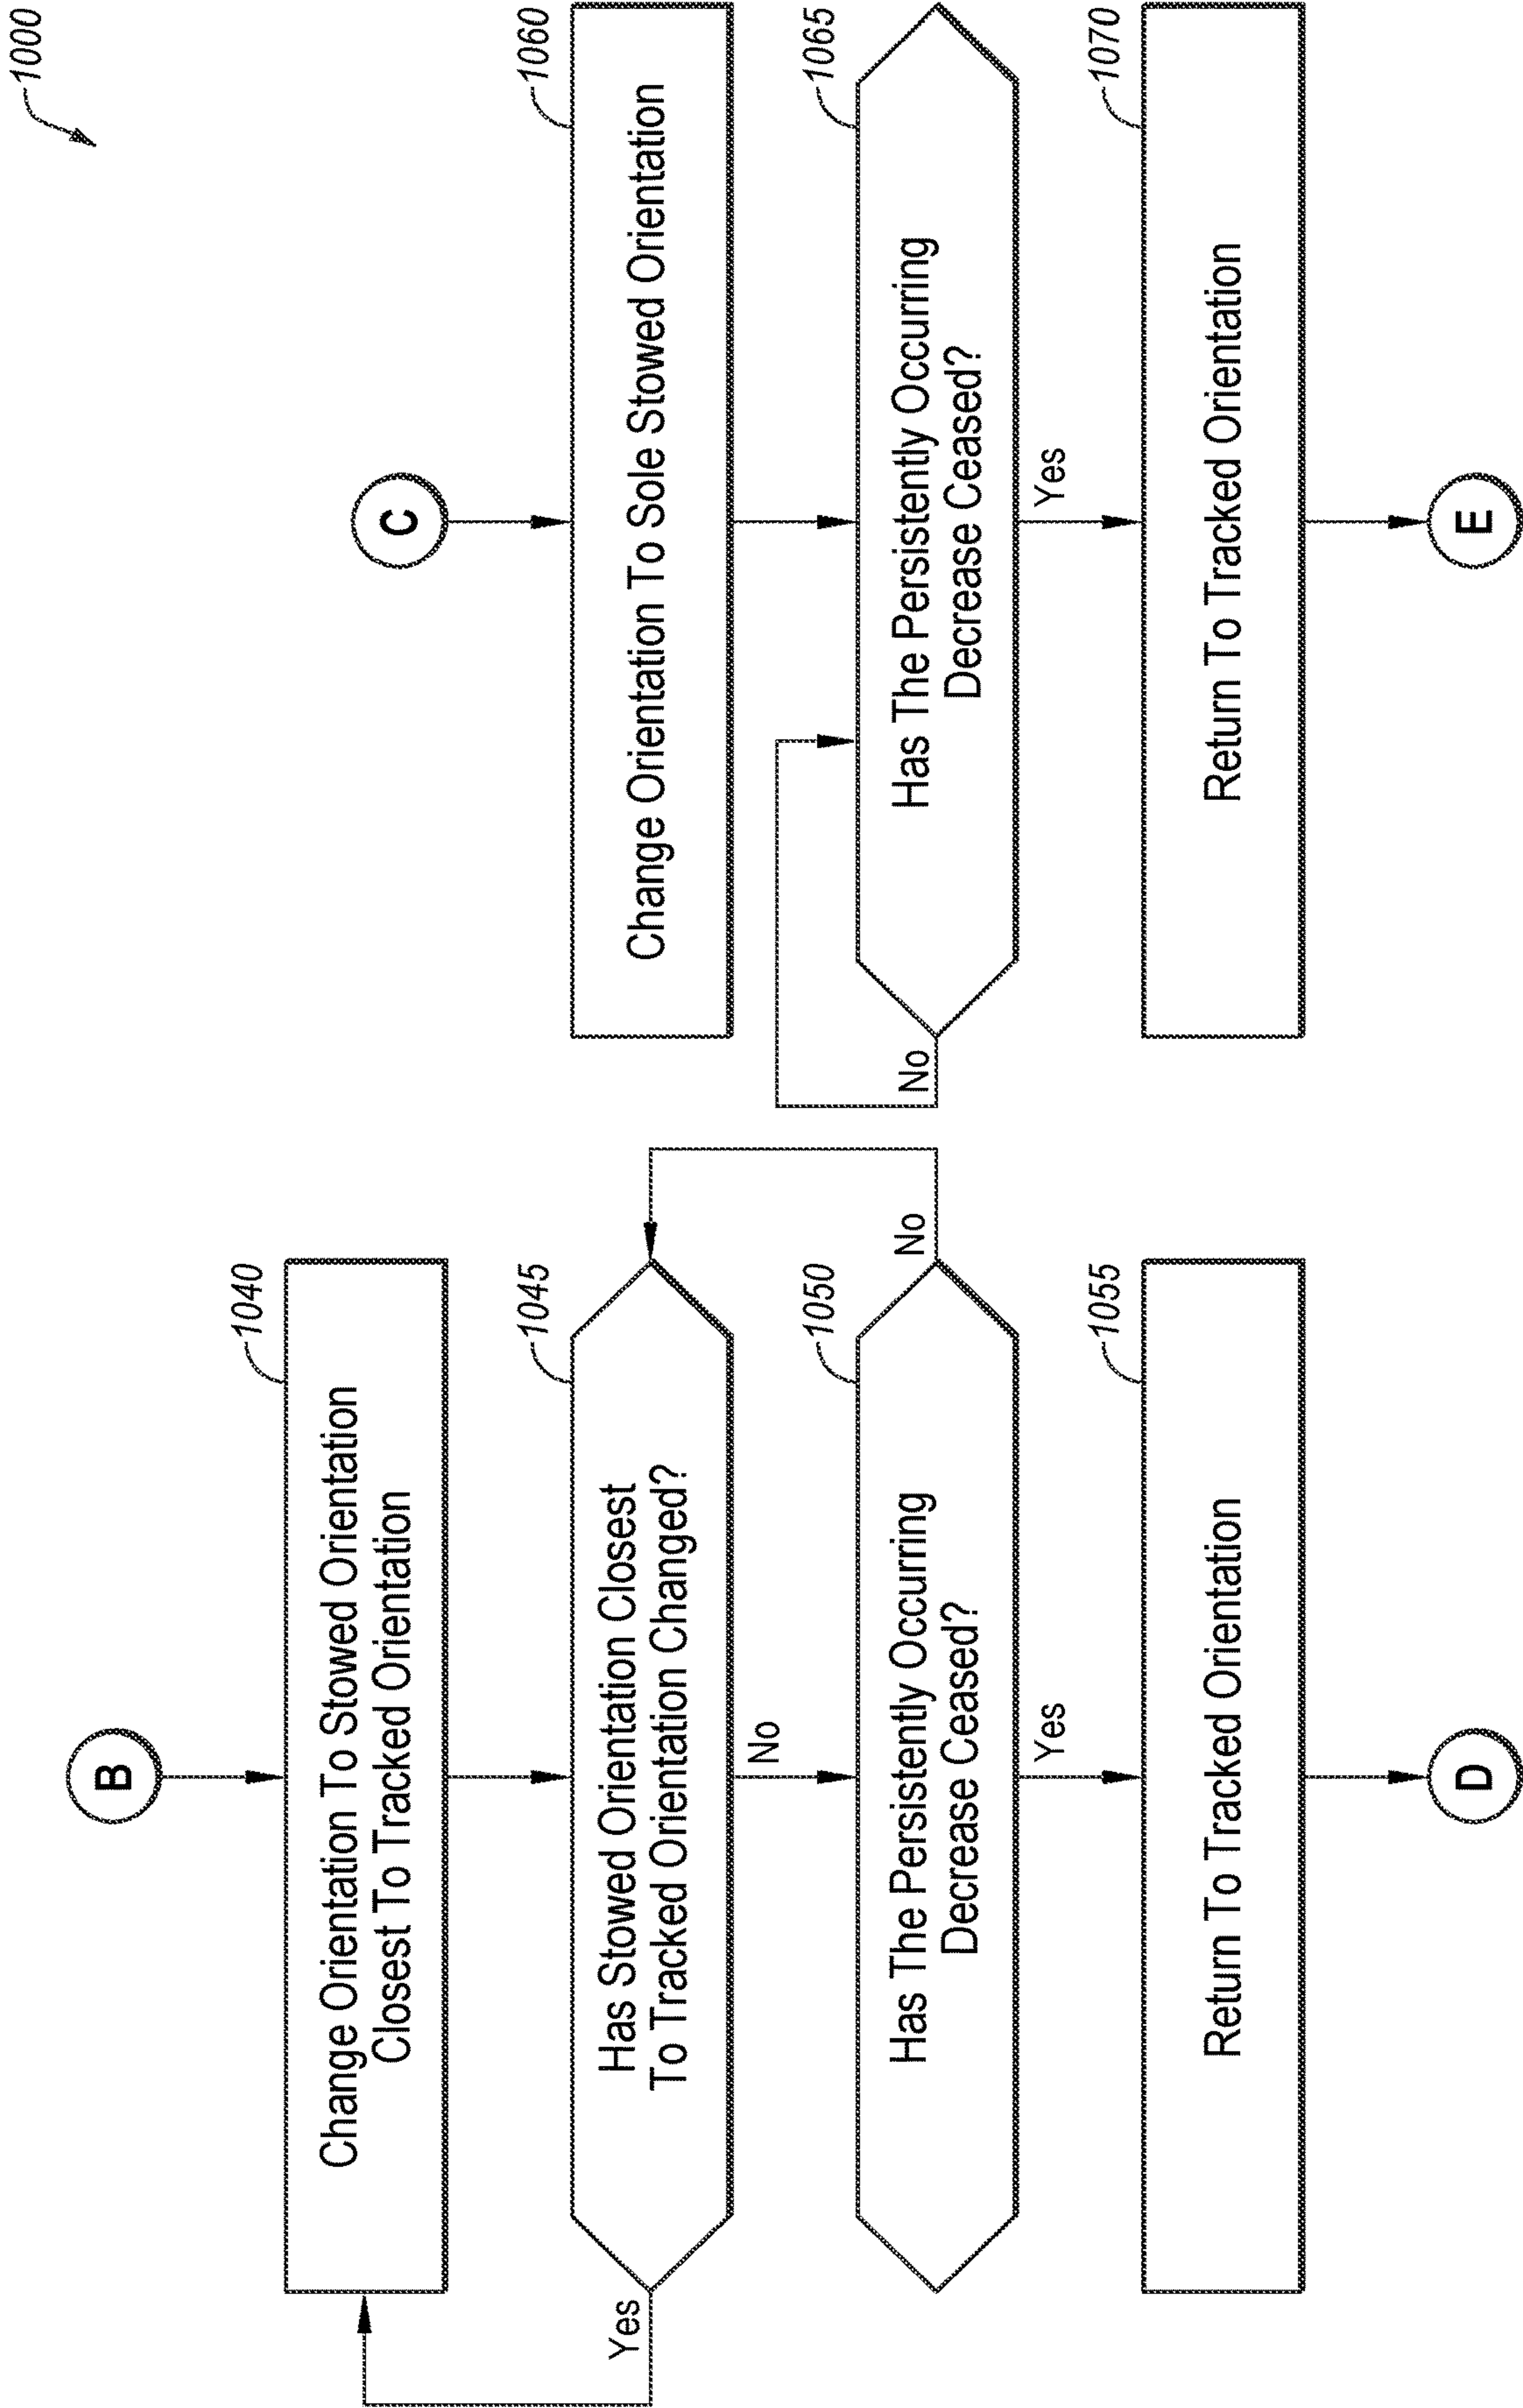 1000
B
1040
Change Orientation To Stowed Orientation
Closest To Tracked Orientation
1045
Has Stowed Orientation Closest
To Tracked Orientation Changed?
Yes
No
1050
Has The Persistently Occurring
Decrease Ceased?
No
Yes
1055
Return To Tracked Orientation
D
C
1060
Change Orientation To Sole Stowed Orientation
1065
Has The Persistently Occurring
Decrease Ceased?
No
Yes
1070
Return To Tracked Orientation
E